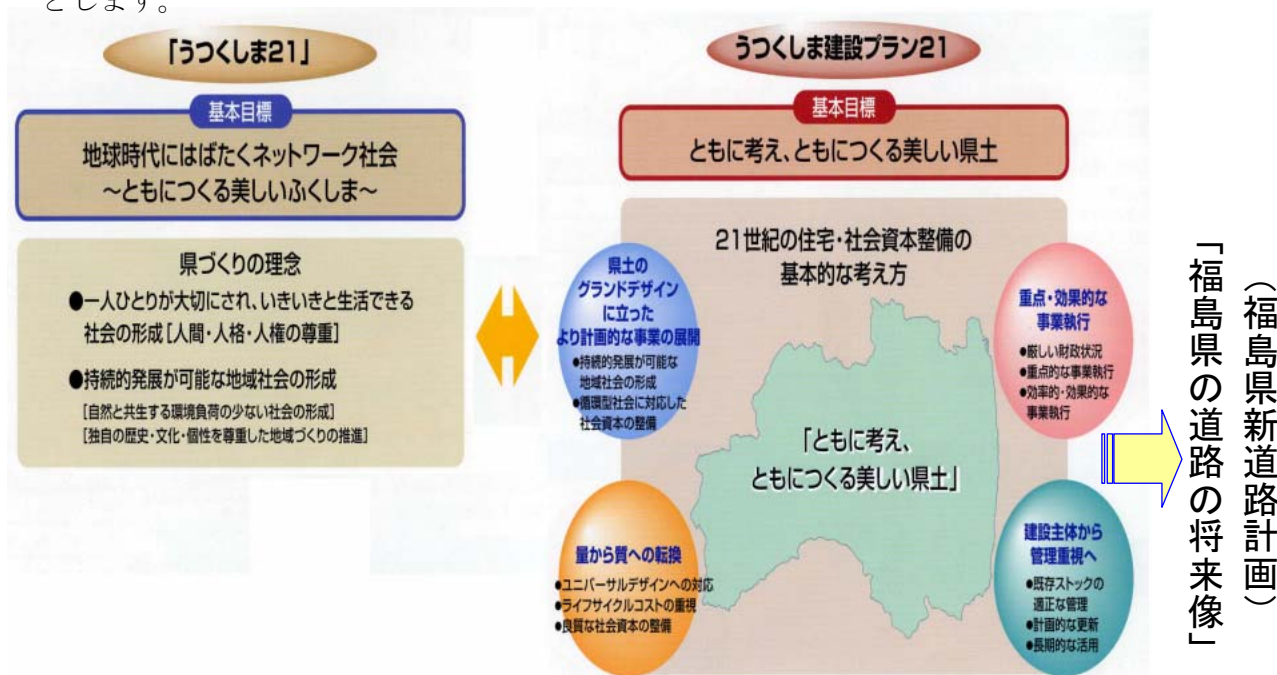 とします。
「うつくしま21」
基本目標
地球時代にはばたくネットワーク社会
～ともにつくる美しいふくしま～
県づくりの理念
●一人ひとりが大切にされ、いきいきと生活できる
社会の形成[人間・人格・人権の尊重]
●持続的発展が可能な地域社会の形成
[自然と共生する環境負荷の少ない社会の形成]
[独自の歴史・文化・個性を尊重した地域づくりの推進]
うつくしま建設プラン21
基本目標
ともに考え、ともにつくる美しい県土
21世紀の住宅・社会資本整備の
基本的な考え方
県土の
グランドデザイン
に立った
より計画的な事業の展開
●持続的発展が可能な
地域社会の形成
●循環型社会に対応した
社会資本の整備
重点・効果的な
事業執行
●厳しい財政状況
●重点的な事業執行
●効率的・効果的な
事業執行
「ともに考え、
ともにつくる美しい県土」
量から質への転換
●ユニバーサルデザインへの対応
●ライフサイクルコストの重視
●良質な社会資本の整備
建設主体から
管理重視へ
●既存ストックの
適正な管理
●計画的な更新
●長期的な活用
（福島県新道路計画）
「福島県の道路の将来像」